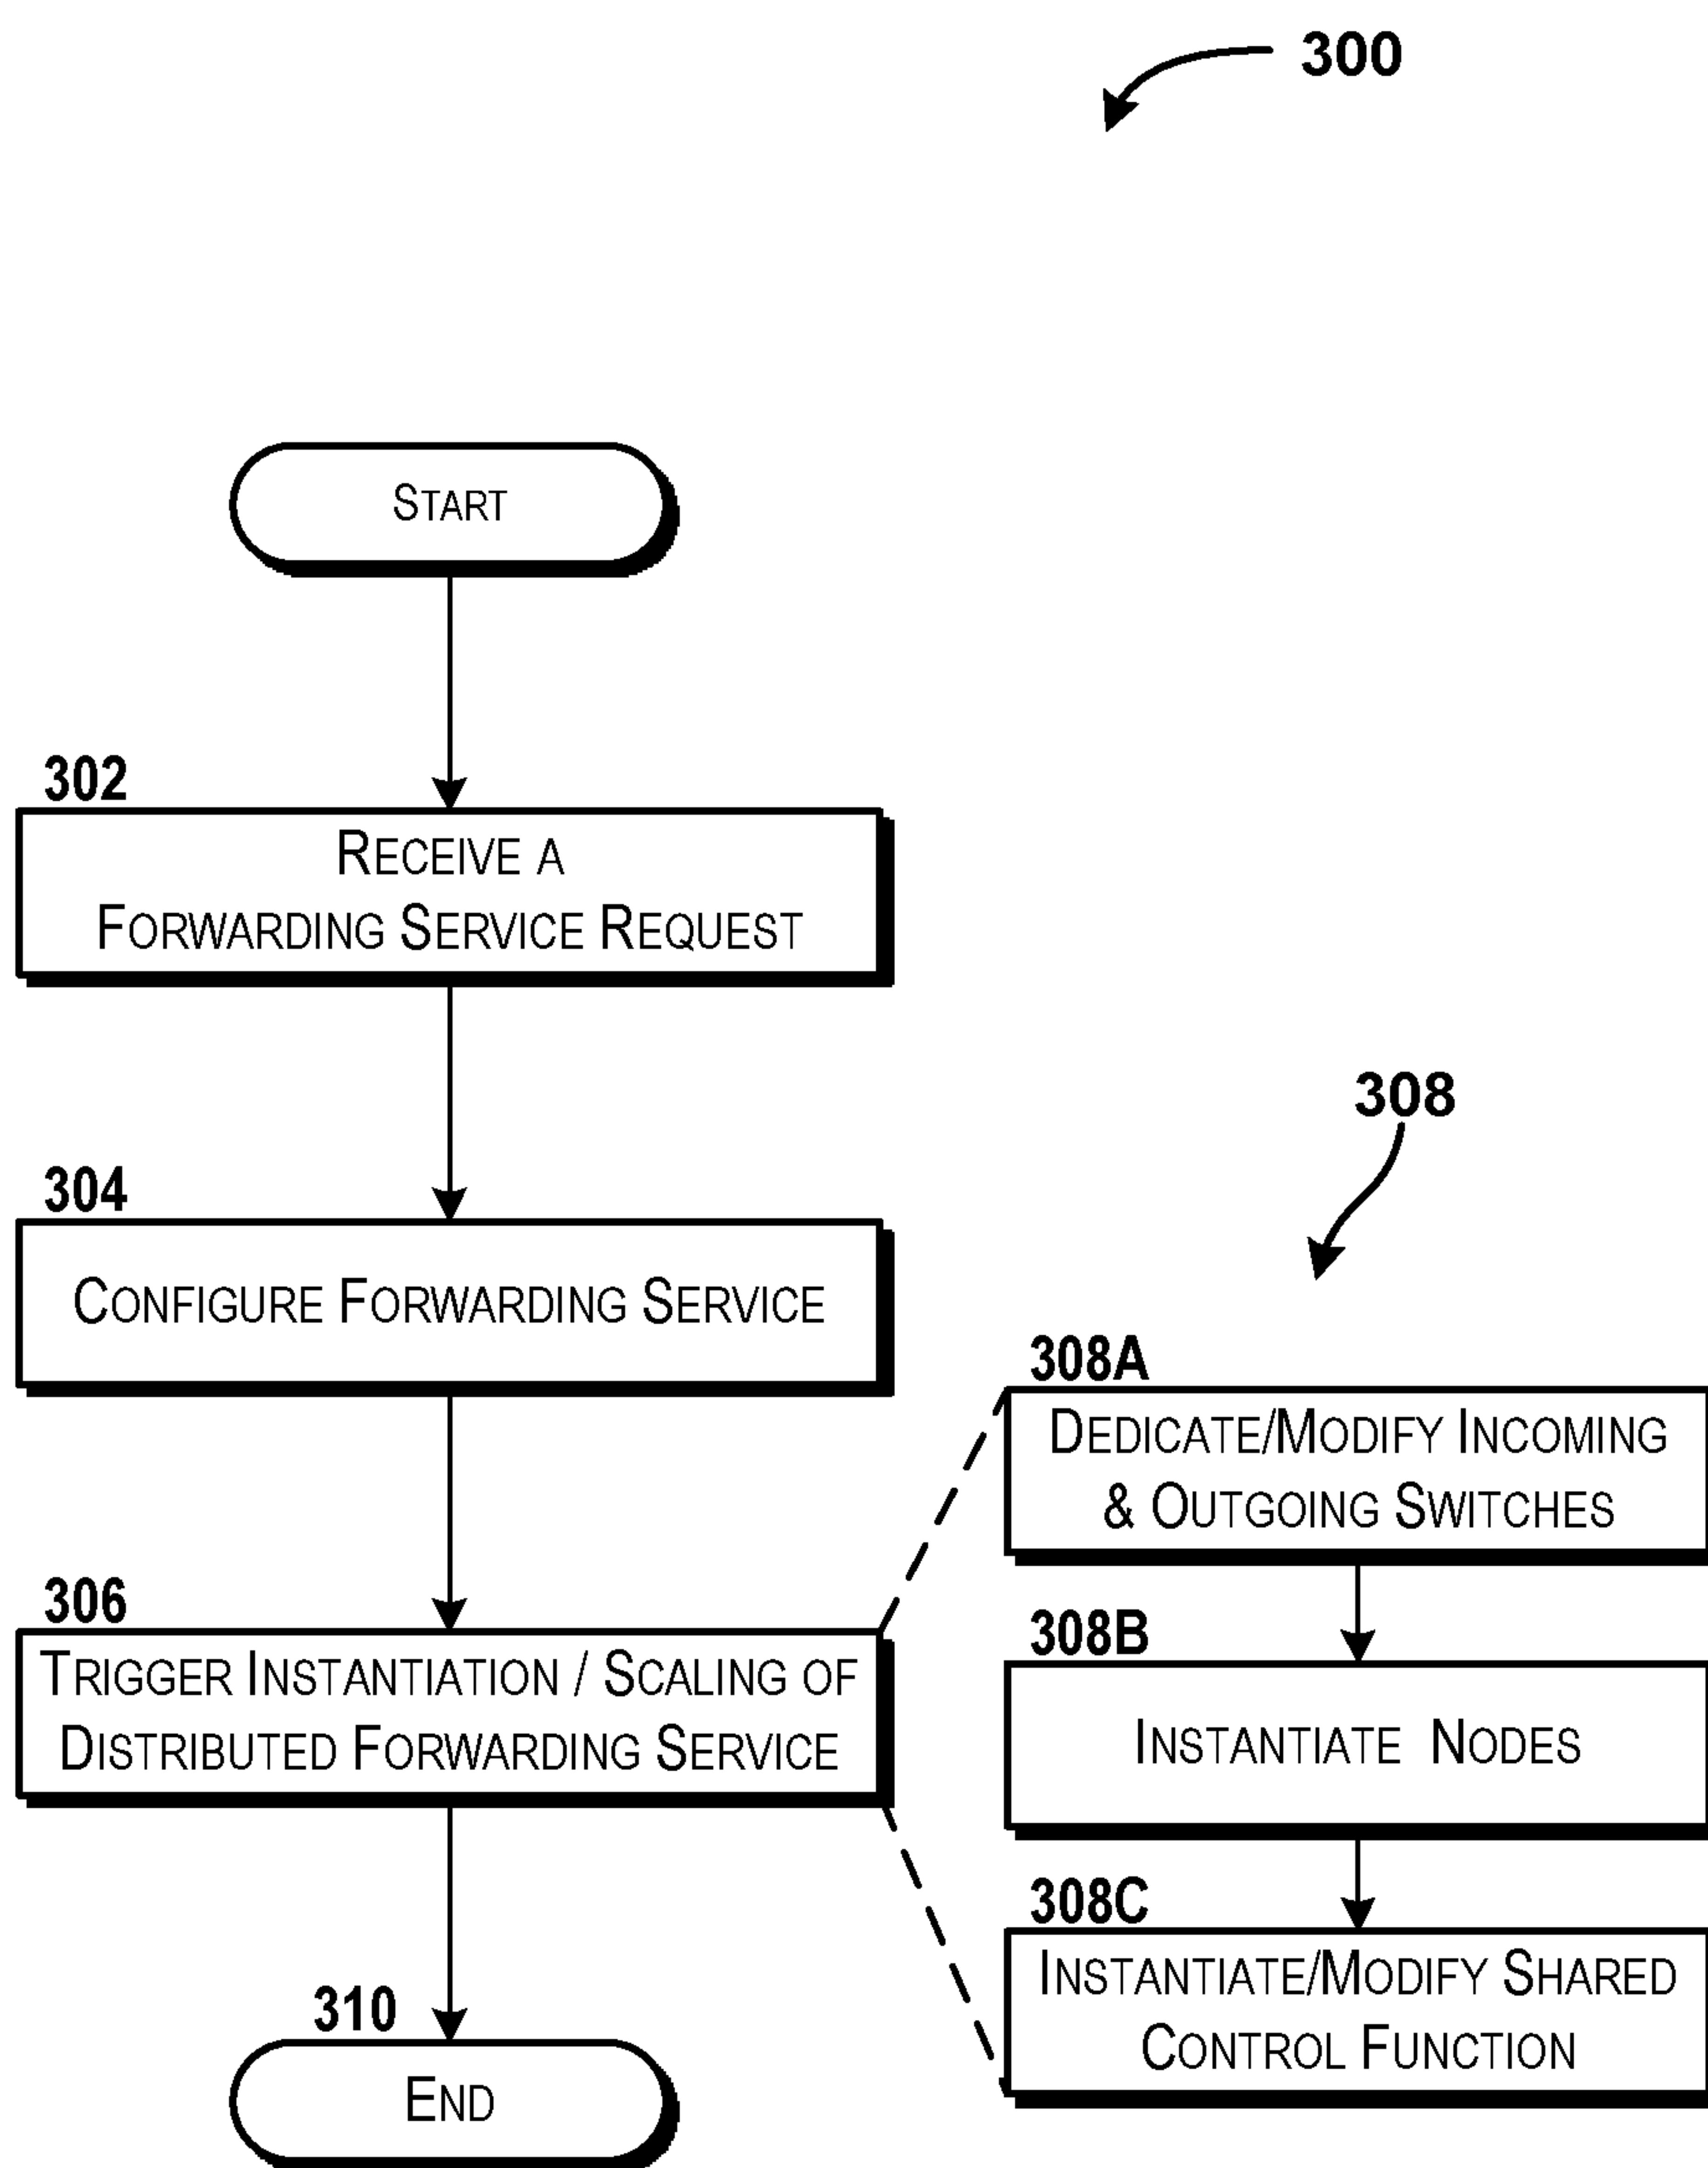 300
START
302
RECEIVE A
FORWARDING SERVICE REQUEST
304
CONFIGURE FORWARDING SERVICE
306
TRIGGER INSTANTIATION / SCALING OF
DISTRIBUTED FORWARDING SERVICE
308
308A
DEDICATE/MODIFY INCOMING
& OUTGOING SWITCHES
308B
INSTANTIATE NODES
308C
INSTANTIATE/MODIFY SHARED
CONTROL FUNCTION
310
END